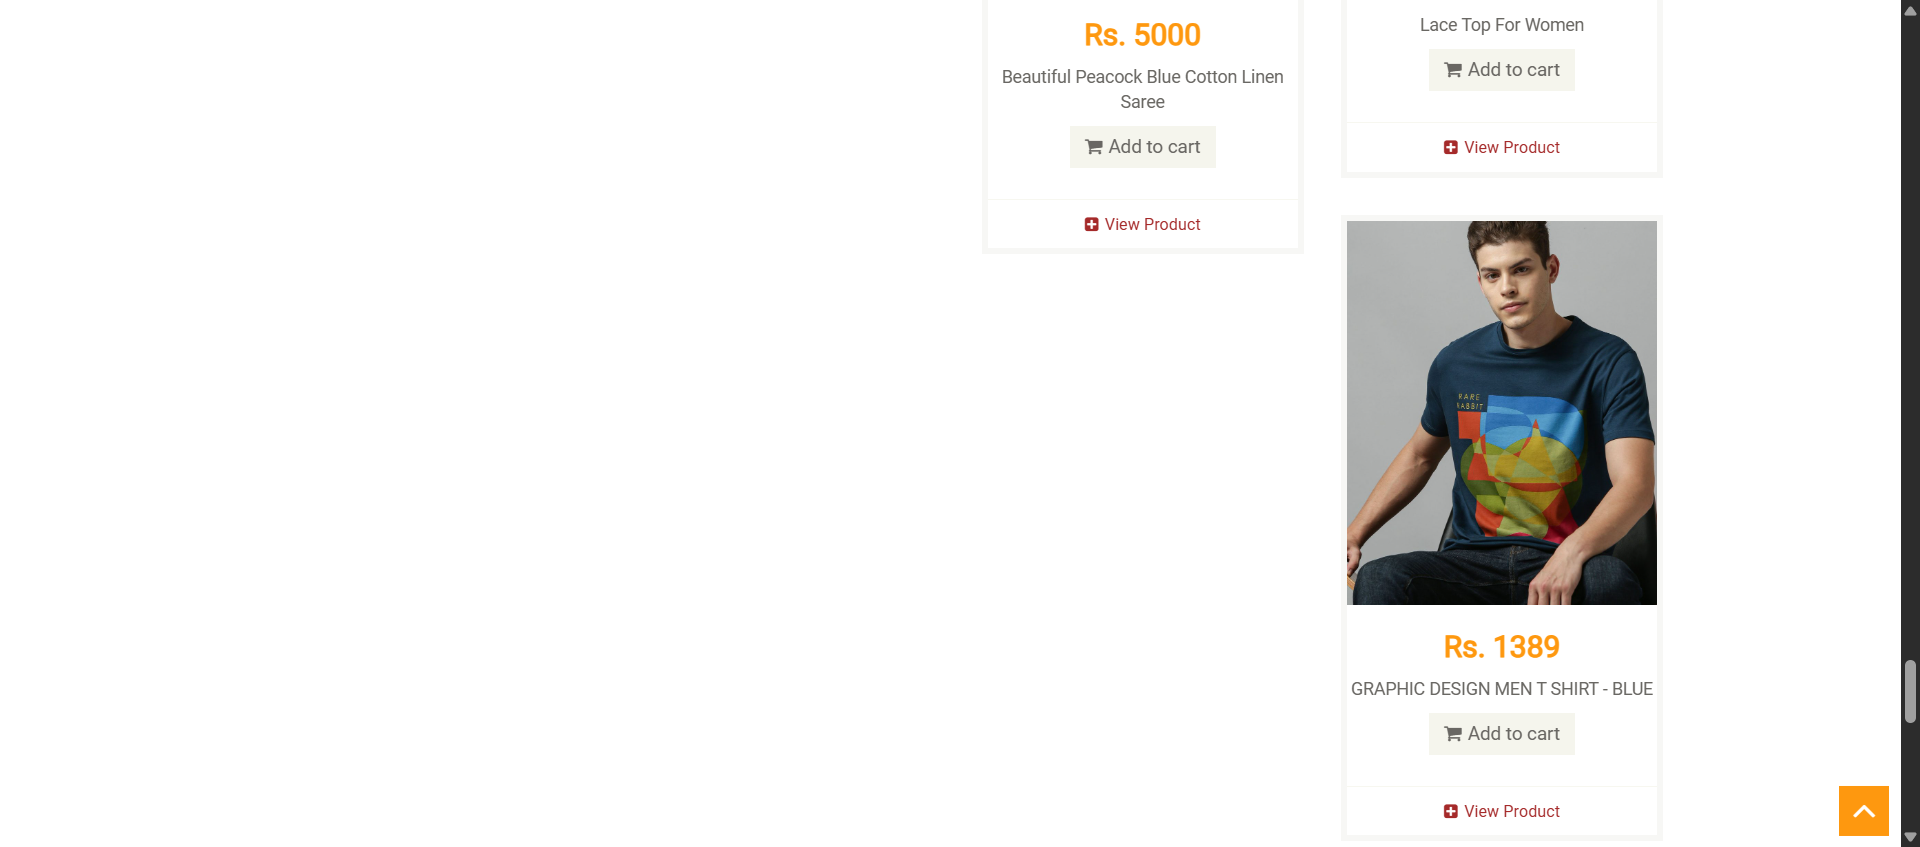 Rs. 5000
Beautiful Peacock Blue Cotton Linen
Saree
Add to cart
View Product
Lace Top For Women
Add to cart
View Product
RARE
RABBIT
Rs. 1389
GRAPHIC DESIGN MEN T SHIRT - BLUE
Add to cart
View Product